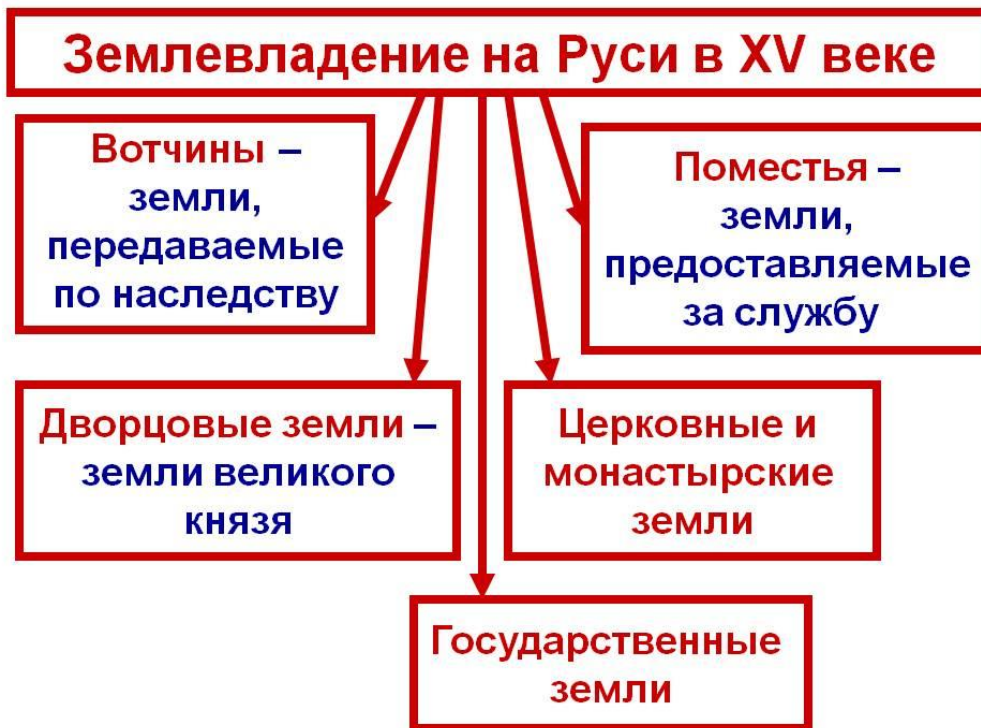 Землевладение на Руси в XV веке
Вотчины –
земли,
передаваемые
по наследству
Поместья –
земли,
предоставляемые
за службу
Дворцовые земли –
земли великого
князя
Церковные и
монастырские
земли
Государственные
земли